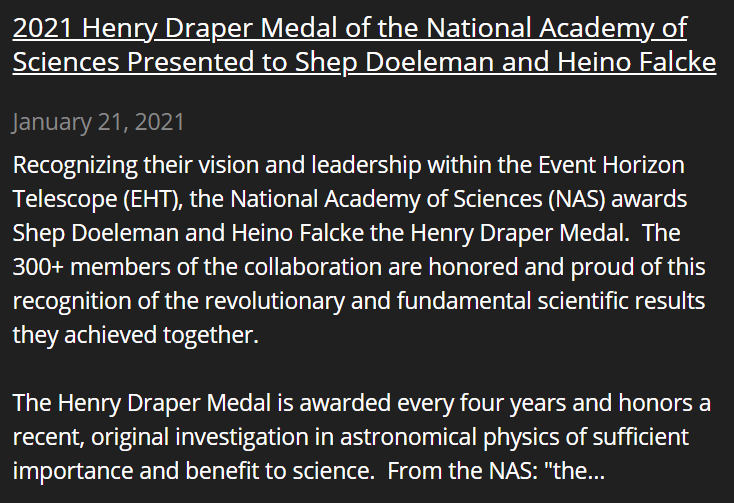 2021 Henry Draper Medal of the National Academy of
Sciences Presented to Shep Doeleman and Heino Falcke
January 21, 2021
Recognizing their vision and leadership within the Event Horizon
Telescope (EHT), the National Academy of Sciences (NAS) awards
Shep Doeleman and Heino Falcke the Henry Draper Medal.  The
300+ members of the collaboration are honored and proud of this
recognition of the revolutionary and fundamental scientific results
they achieved together.
The Henry Draper Medal is awarded every four years and honors a
recent, original investigation in astronomical physics of sufficient
importance and benefit to science.  From the NAS: "the...